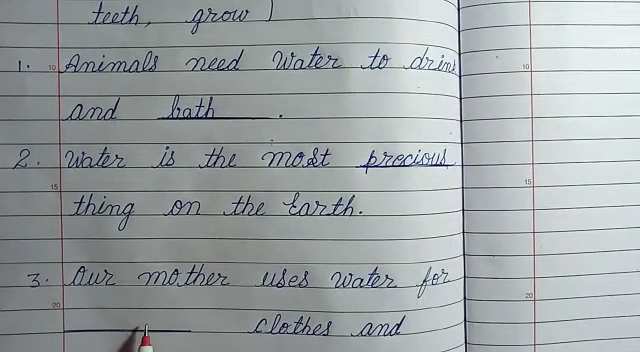 teeth, grow)
1. Animals need Water to drink
and bath.
2. Water is the most precious
thing on the Earth.
3. Our mother uses water for
clothes and